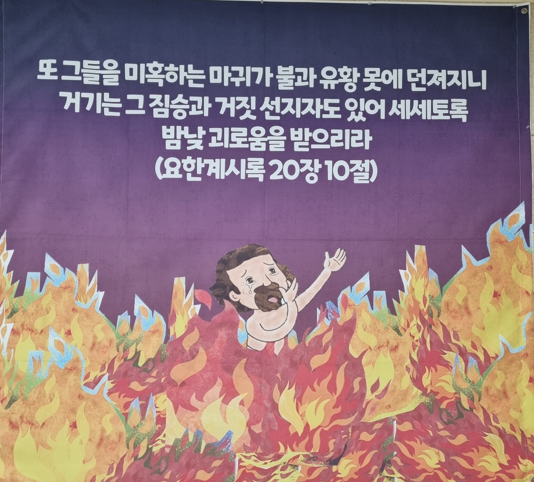 또 그들을 미혹하는 마귀가 불과 유황 못에 던져지니
거기는 그 짐승과 거짓 선지자도 있어 세세토록
밤낮 괴로움을 받으리라
(요한계시록 20장 10절)